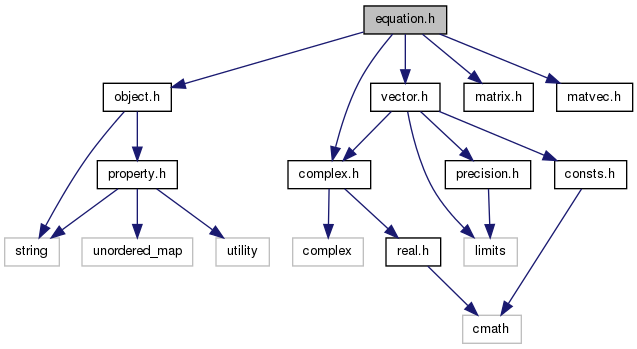 equation.h
object.h
vector.h
matrix.h
matvec.h
property.h
complex.h
precision.h
consts.h
string
unordered_map
utility
complex
real.h
limits
cmath